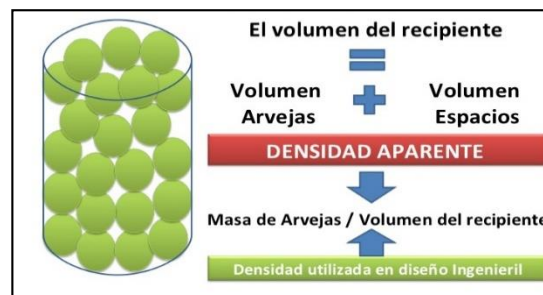 El volumen del recipiente
Volumen Arvejas
Volumen Espacios
DENSIDAD APARENTE
Masa de Arvejas / Volumen del recipiente
Densidad utilizada en diseño Ingenieril